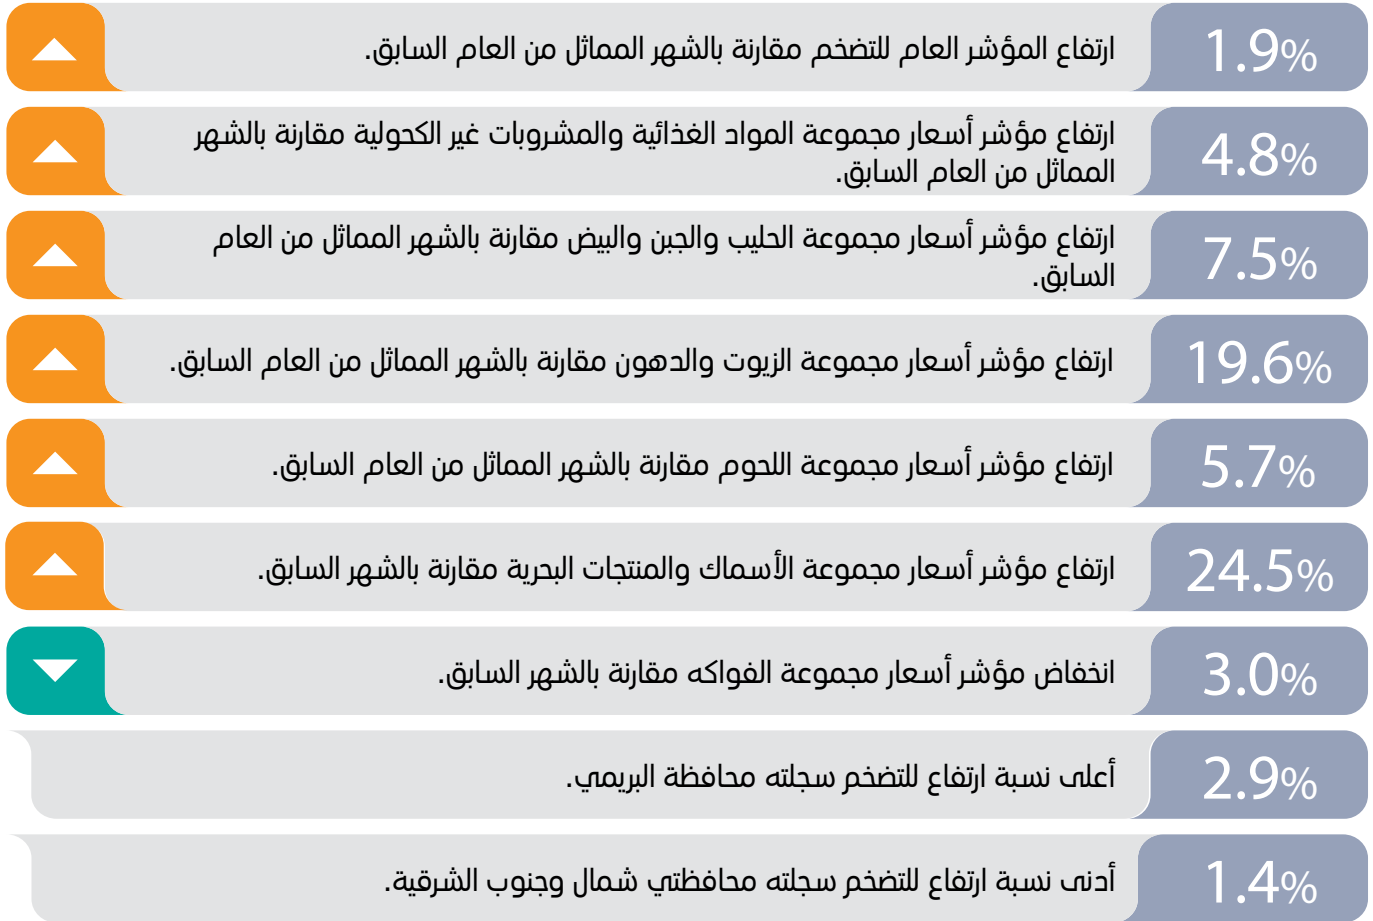 1.9%
ارتفاع المؤشر العام للتضخم مقارنة بالشهر المماثل من العام السابق.
4.8%
ارتفاع مؤشر أسعار مجموعة المواد الغذائية والمشروبات غير الكحولية مقارنة بالشهر
المماثل من العام السابق.
7.5%
ارتفاع مؤشر أسعار مجموعة الحليب والجبن والبيض مقارنة بالشهر المماثل من العام
السابق.
19.6%
ارتفاع مؤشر أسعار مجموعة الزيوت والدهون مقارنة بالشهر المماثل من العام السابق.
5.7%
ارتفاع مؤشر أسعار مجموعة اللحوم مقارنة بالشهر المماثل من العام السابق.
24.5%
ارتفاع مؤشر أسعار مجموعة الأسماك والمنتجات البحرية مقارنة بالشهر السابق.
3.0%
انخفاض مؤشر أسعار مجموعة الفواكه مقارنة بالشهر السابق.
2.9%
أعلى نسبة ارتفاع للتضخم سجلته محافظة البريمي.
1.4%
أدنى نسبة ارتفاع للتضخم سجلته محافظتي شمال وجنوب الشرقية.